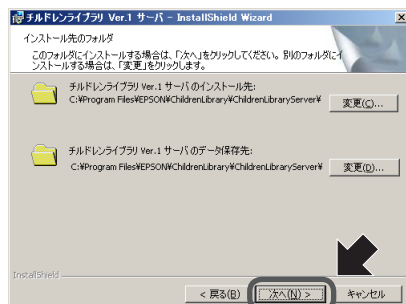 チルドレンライブラリ Ver.1 サーバ - InstallShield Wizard
インストール先のフォルダ
このフォルダにインストールする場合は、「次へ」をクリックしてください。別のフォルダにイ
ンストールする場合は、「変更」をクリックします。
チルドレンライブラリ Ver.1 サーバのインストール先:
C:¥Program Files¥EPSON¥ChildrenLibrary¥ChildrenLibraryServer¥
変更(C)...
チルドレンライブラリ Ver.1 サーバのデータ保存先:
C:¥Program Files¥EPSON¥ChildrenLibrary¥ChildrenLibraryServer¥
変更(D)...
InstallShield
< 戻る(B)
次へ(N) >
キャンセル